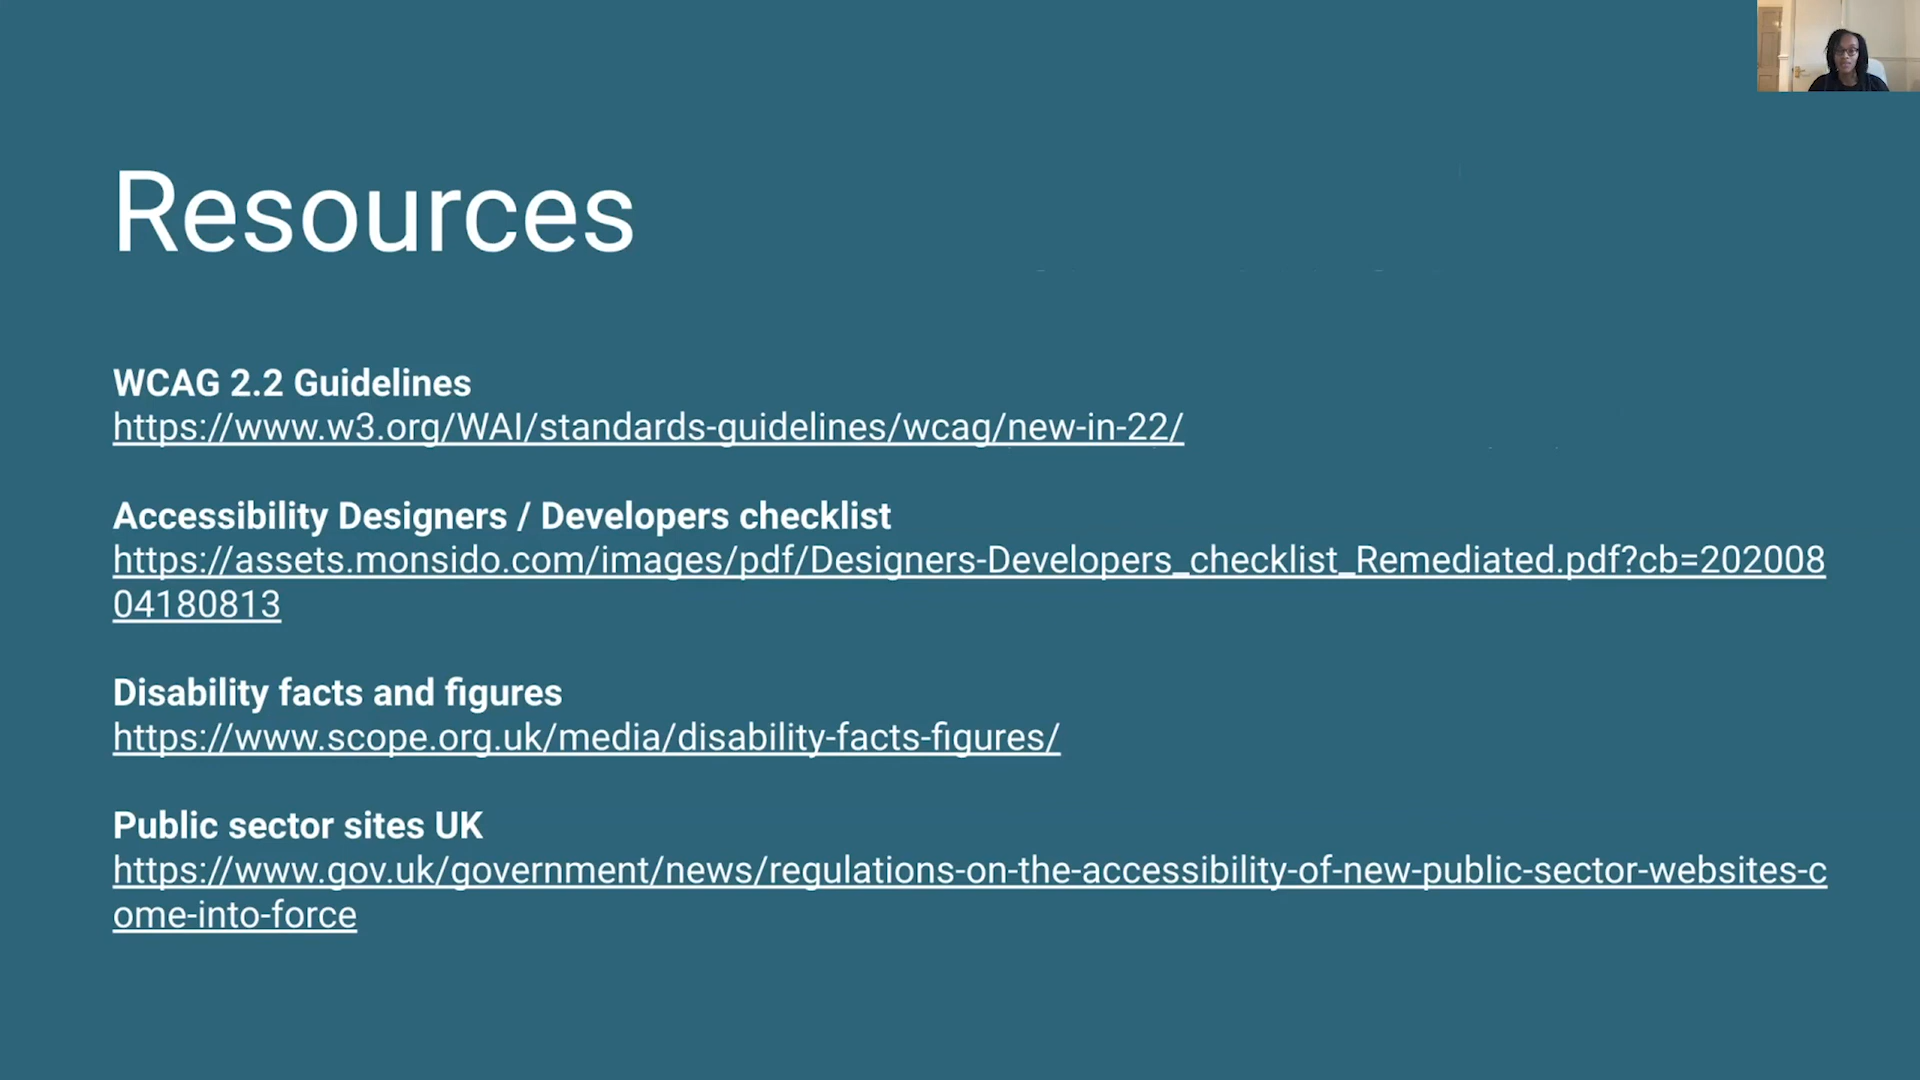 Resources
WCAG 2.2 Guidelines
https://www.w3.org/WAI/standards-guidelines/wcag/new-in-22/
Accessibility Designers / Developers checklist
https://assets.monsido.com/images/pdf/Designers-Developers_checklist_Remediated.pdf?cb=202008
04180813
Disability facts and figures
https://www.scope.org.uk/media/disability-facts-figures/
Public sector sites UK
https://www.gov.uk/government/news/regulations-on-the-accessibility-of-new-public-sector-websites-c
ome-into-force